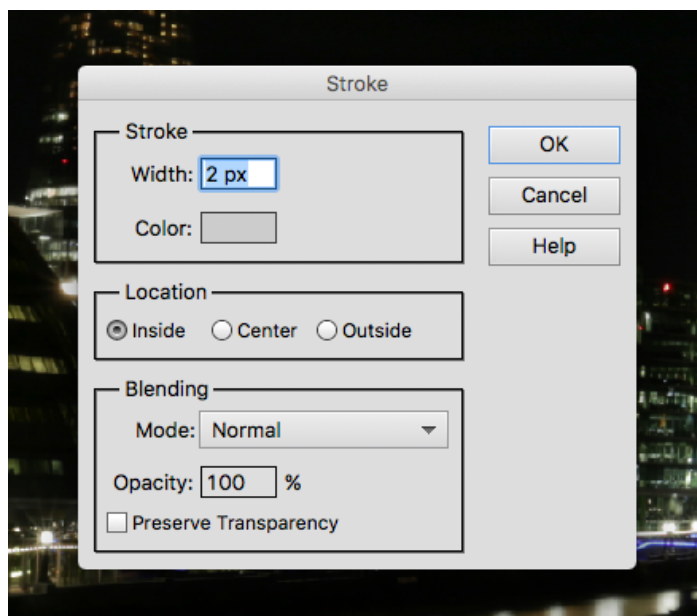 Stroke
Stroke
Width: 2 px
Color:
OK
Cancel
Help
Location
Inside Center Outside
Blending
Mode: Normal
Opacity: 100 %
Preserve Transparency